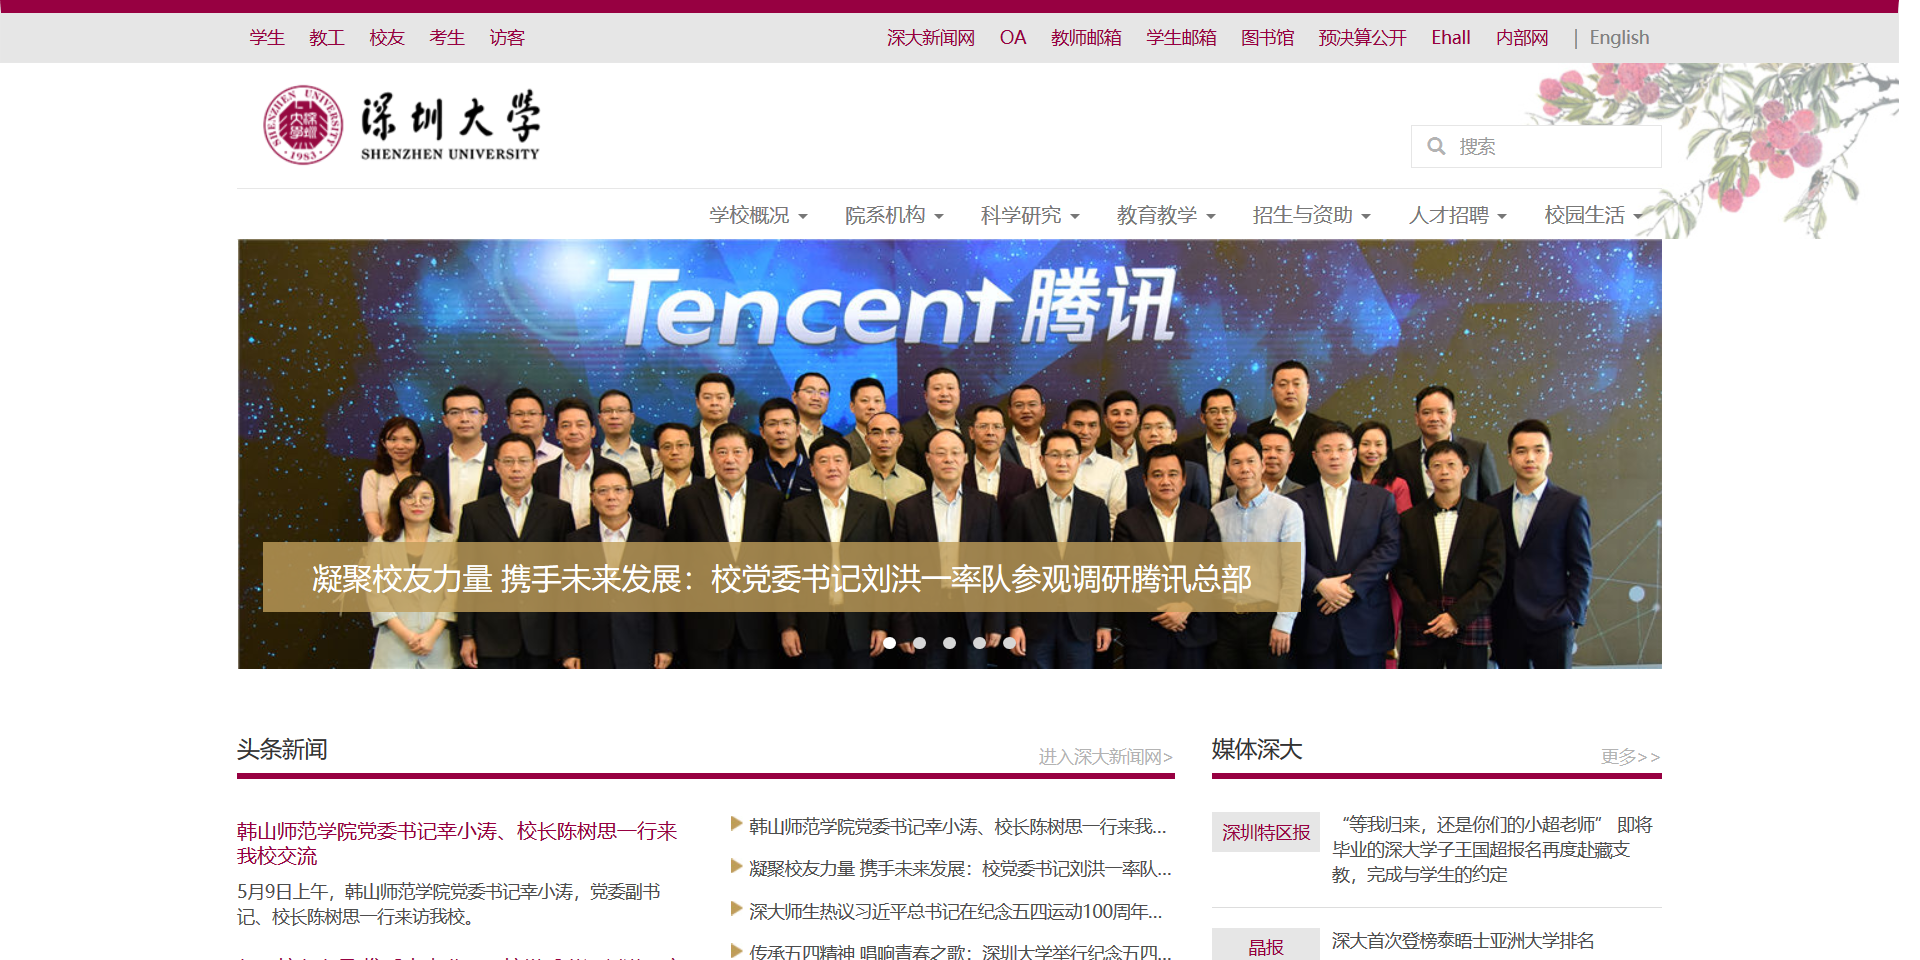 学生 教工 校友 考生 访客 深大新闻网 OA 教师邮箱 学生邮箱 图书馆 预决算公开 Ehall 内部网 | English
SHENZHEN UNIVERSITY
1983
深圳大学
SHENZHEN UNIVERSITY
搜索
学校概况 院系机构 科学研究 教育教学 招生与资助 人才招聘 校园生活
Tencent 腾讯
凝聚校友力量 携手未来发展：校党委书记刘洪一率队参观调研腾讯总部
头条新闻
进入深大新闻网>
韩山师范学院党委书记幸小涛、校长陈树思一行来
我校交流
5月9日上午，韩山师范学院党委书记幸小涛，党委副书
记、校长陈树思一行来访我校。
韩山师范学院党委书记幸小涛、校长陈树思一行来我...
凝聚校友力量 携手未来发展：校党委书记刘洪一率队...
深大师生热议习近平总书记在纪念五四运动100周年...
传承五四精神 唱响青春之歌：深圳大学举行纪念五四...
媒体深大
更多>>
深圳特区报
“等我归来，还是你们的小超老师” 即将
毕业的深大学子王国超报名再度赴藏支
教，完成与学生的约定
晶报
深大首次登榜泰晤士亚洲大学排名